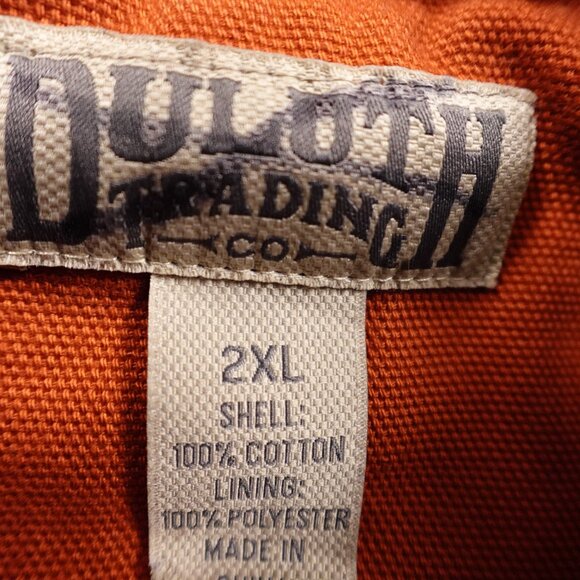 DULUTH
TRADING
CO
2XL
SHELL:
100% COTTON
LINING:
100% POLYESTER
MADE IN